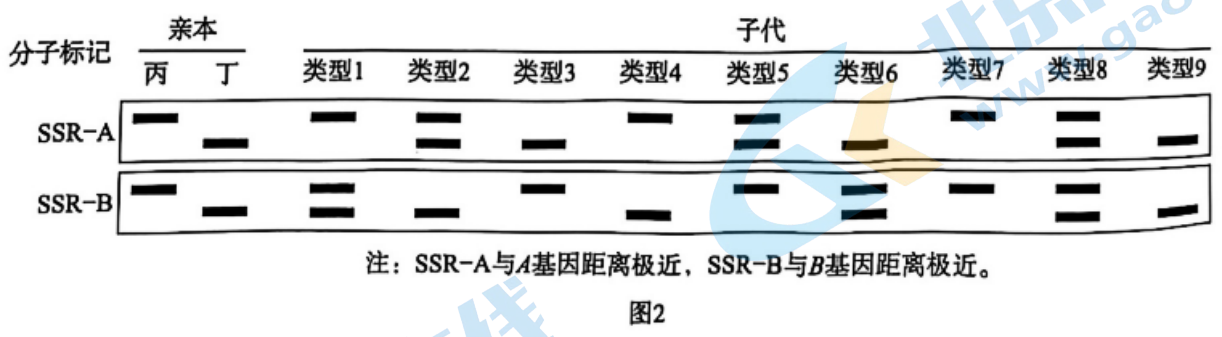 亲本 子代
分子标记
丙 丁 类型1 类型2 类型3 类型4 类型5 类型6 类型7 类型8 类型9
SSR-A
SSR-B
注：SSR-A与A基因距离极近，SSR-B与B基因距离极近。
图2
www.gao